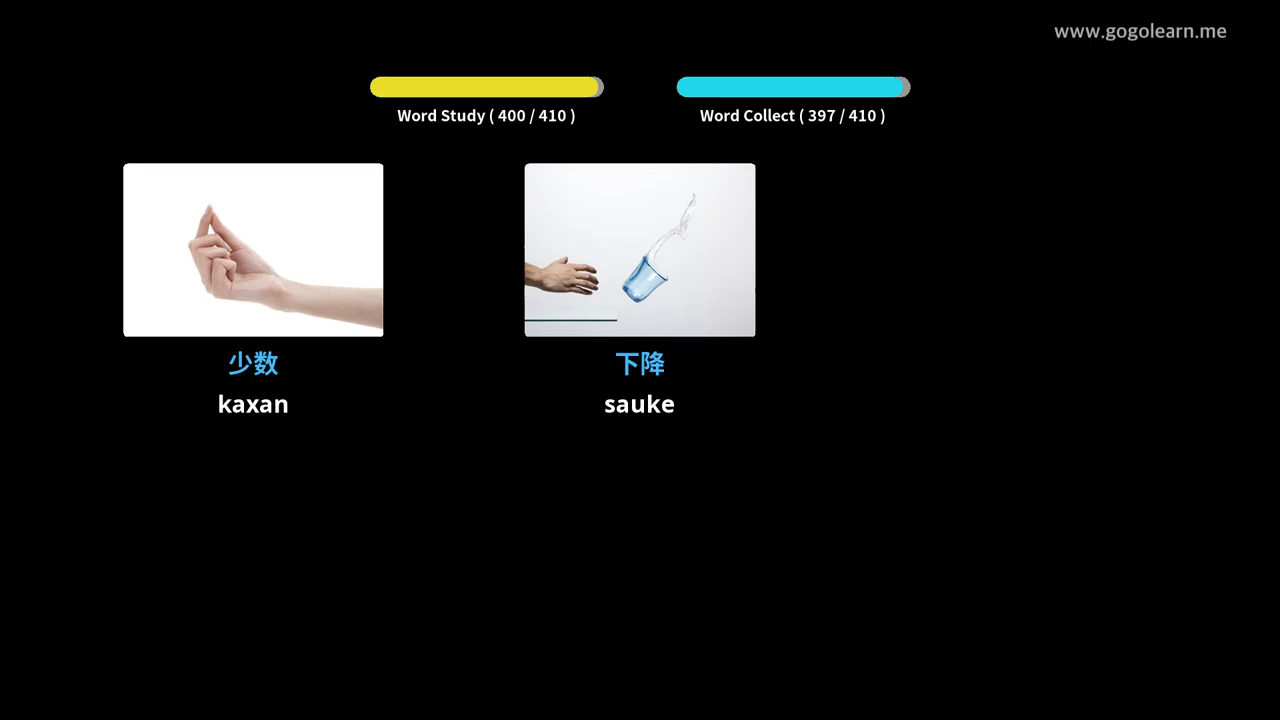 www.gogolearn.me
Word Study ( 400 / 410 )
Word Collect ( 397 / 410 )
少数
kaxan
下降
sauke